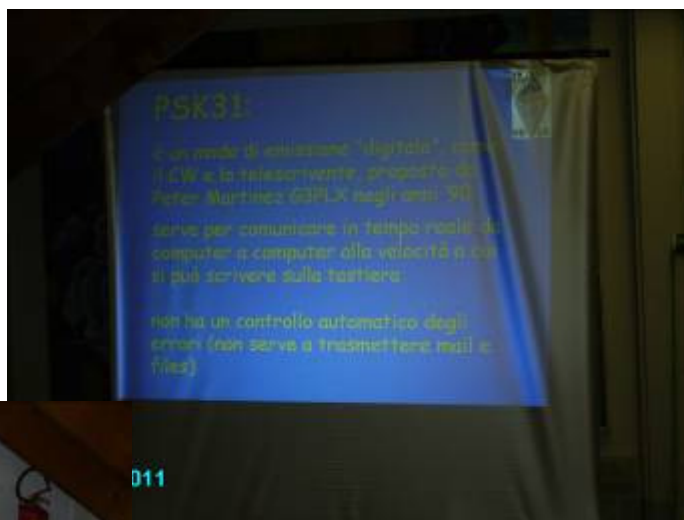 PSK31:
è un modo di emissione "digitale", come
il CW e la telescrivente, proposto da
Peter Martinez G3PLX negli anni '90
serve per comunicare in tempo reale da
computer a computer alla velocità a cui
si può scrivere sulla tastiera
non ha un controllo automatico degli
errori (non serve a trasmettere mail e
files)
011